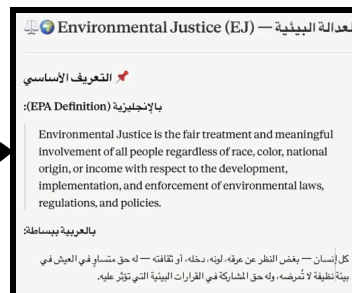 العدالة البيئية — Environmental Justice (EJ) 🌍⚖️
📌 التعريف الأساسي
بالإنجليزية (EPA Definition):
Environmental Justice is the fair treatment and meaningful
involvement of all people regardless of race, color, national
origin, or income with respect to the development,
implementation, and enforcement of environmental laws,
regulations, and policies.
بالعربية ببساطة:
كل إنسان — بغض النظر عن عرقه، لونه، دخله، أو ثقافته — له حق متساوٍ في العيش في
بيئة نظيفة لا تُمرضه، وله حق المشاركة في القرارات البيئية التي تؤثر عليه.